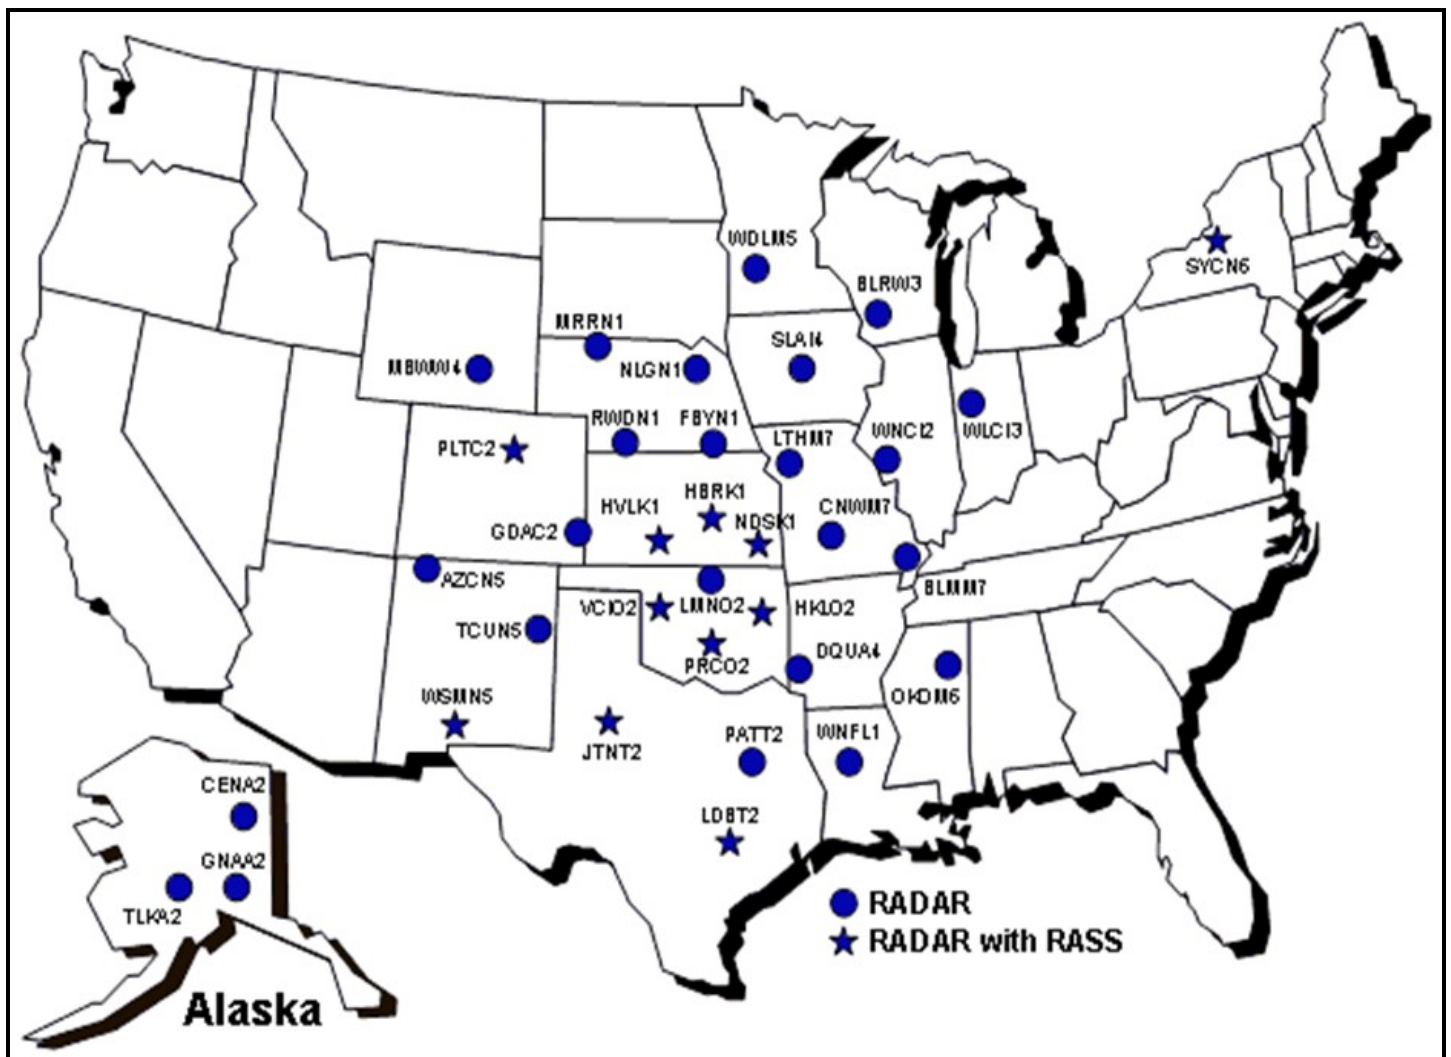 WDLM5
SYCN6
BLRW3
MRRN1
SLAI4
MBWW4
NLGN1
RWDN1
FBYN1
WNCI2
WLCI3
PLTC2
LTHM7
HBRK1
HVLK1
CNWM7
NDSK1
GDAC2
AZCN5
BLMM7
VCIO2
LMNO2
HKLO2
TCUN5
DQUA4
PRCO2
WSMN5
OKDM6
JTNT2
PATT2
WNFL1
CENA2
LDBT2
GNAA2
RADAR
TLKA2
RADAR with RASS
Alaska